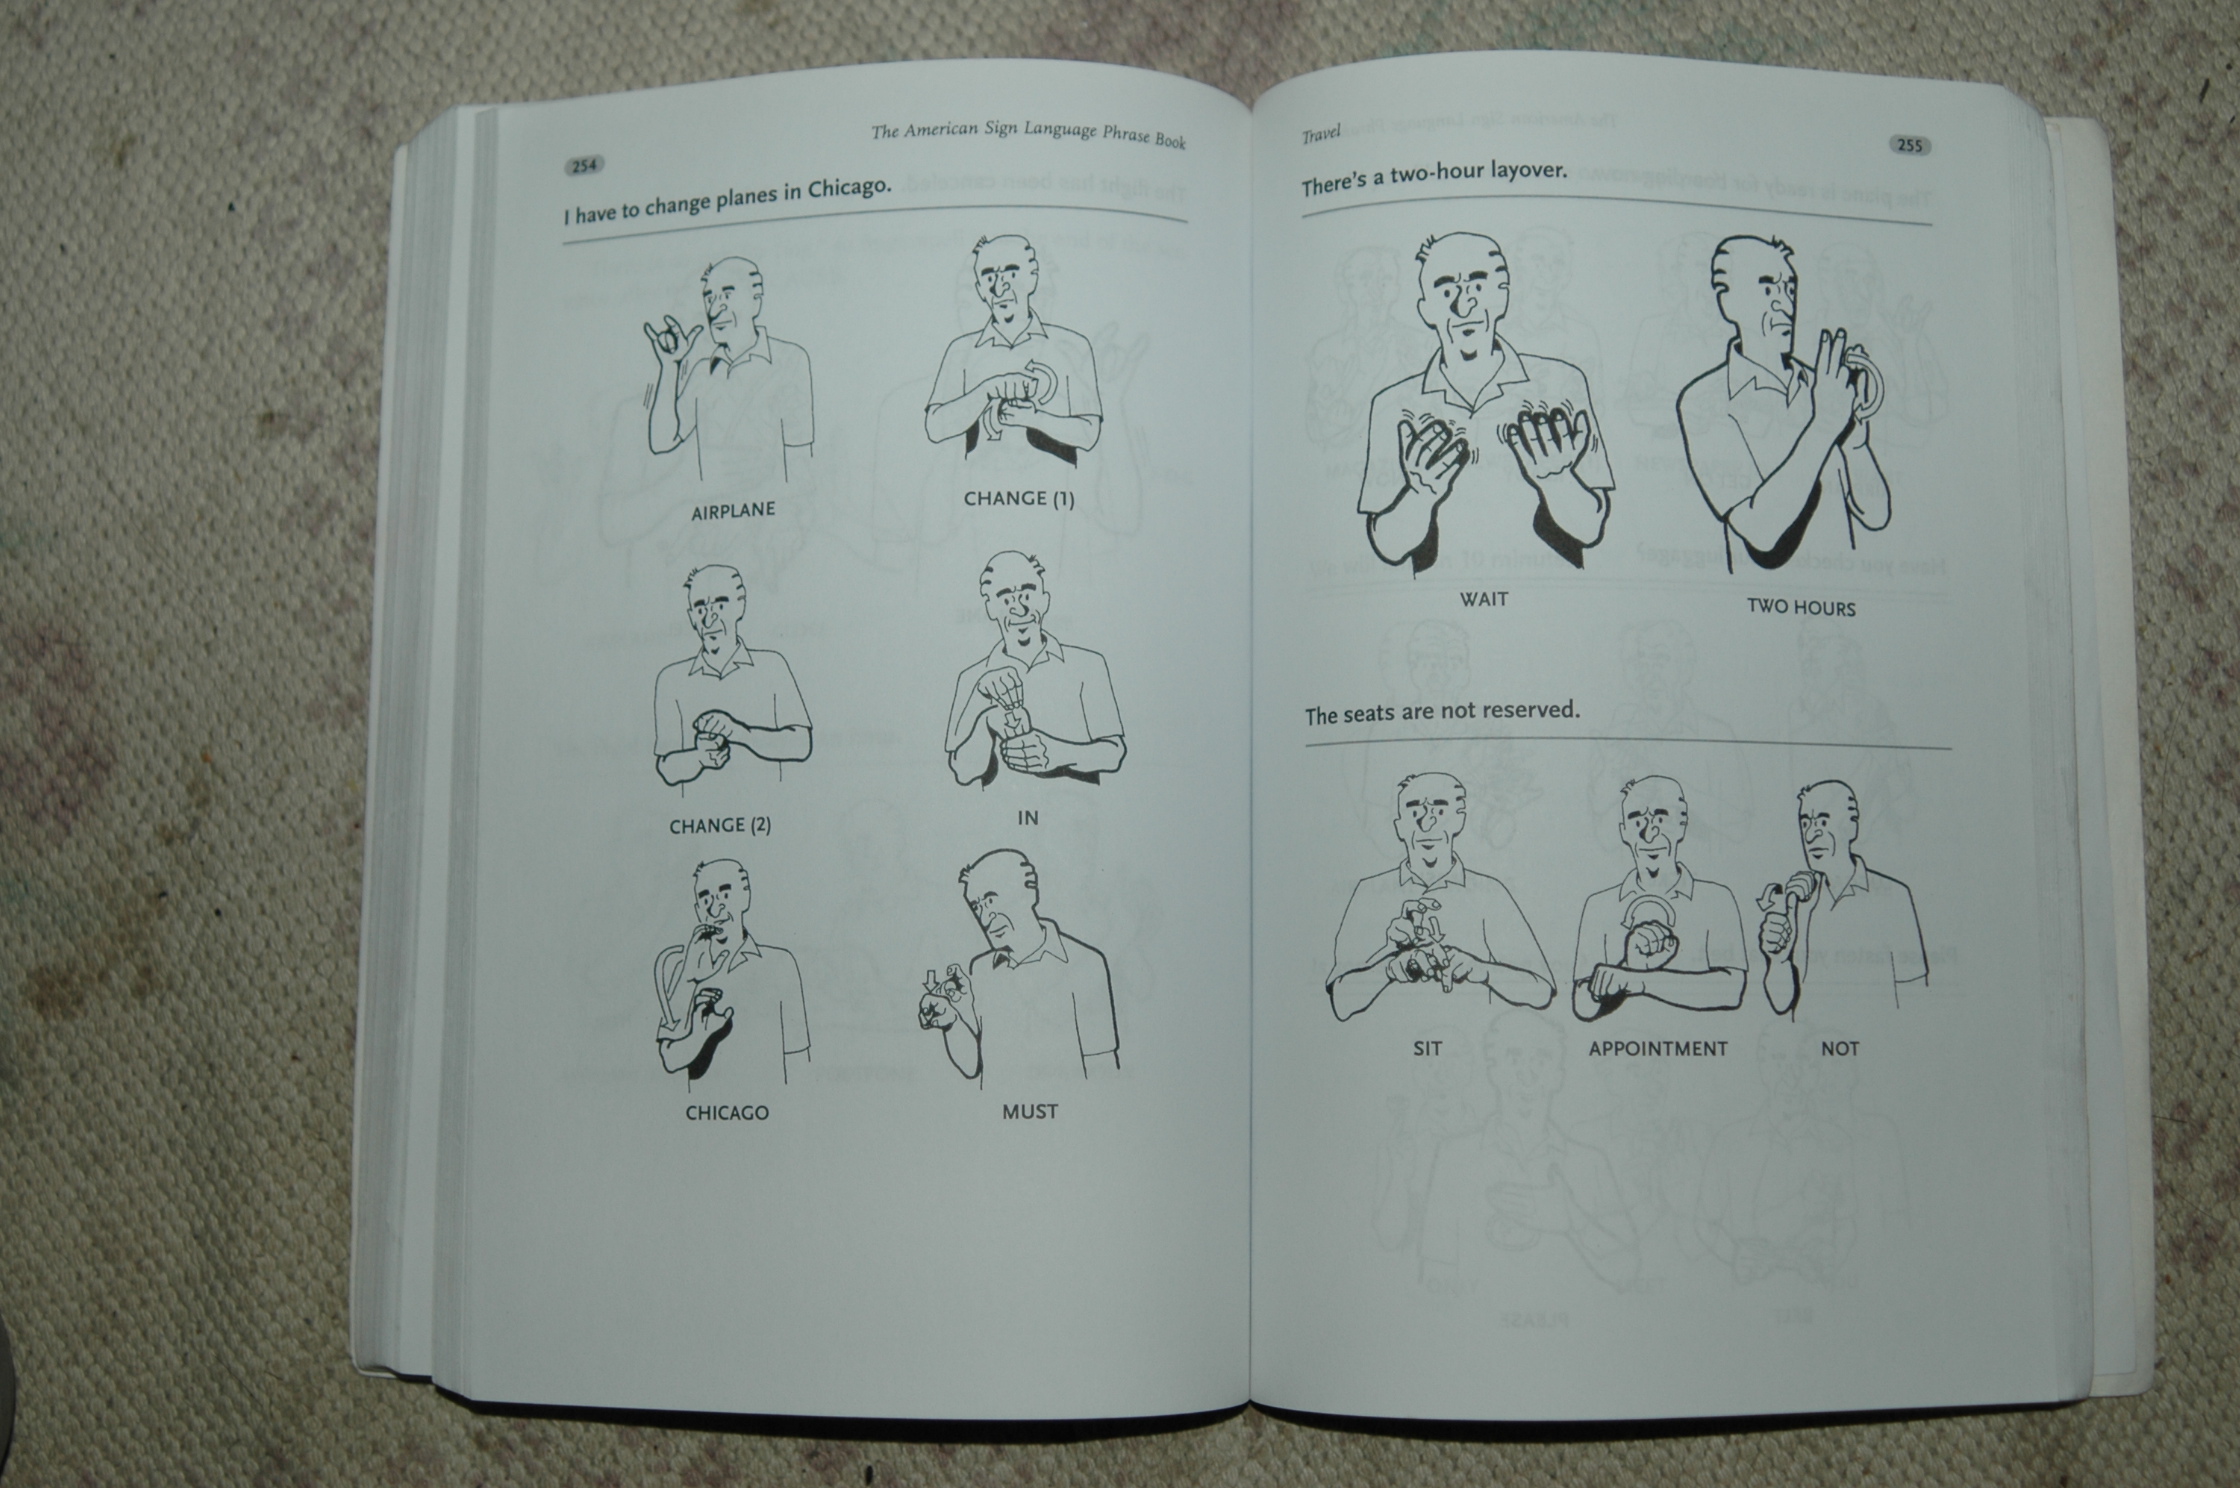 254
The American Sign Language Phrase Book
I have to change planes in Chicago.
AIRPLANE
CHANGE (1)
CHANGE (2)
IN
CHICAGO
MUST
Travel
255
There's a two-hour layover.
WAIT
TWO HOURS
The seats are not reserved.
SIT
APPOINTMENT
NOT